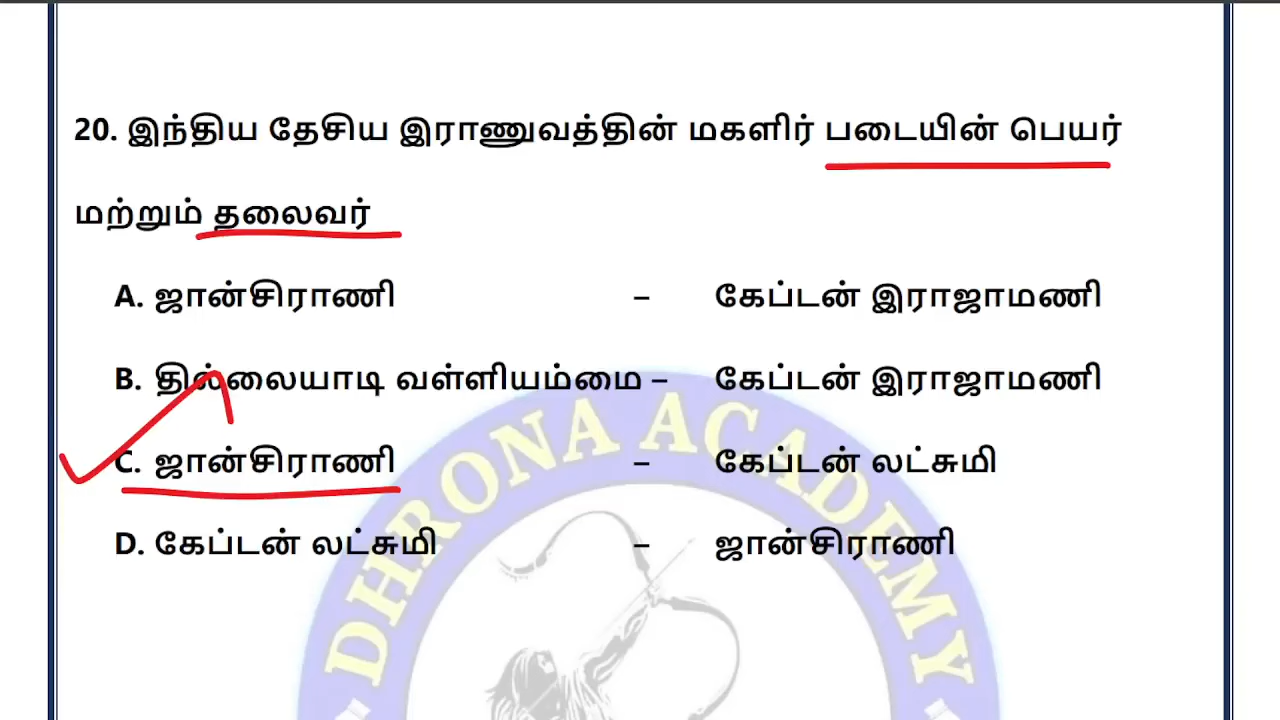 20. இந்திய தேசிய இராணுவத்தின் மகளிர் படையின் பெயர்
மற்றும் தலைவர்
A. ஜான்சிராணி – கேப்டன் இராஜாமணி
B. தில்லையாடி வள்ளியம்மை – கேப்டன் இராஜாமணி
C. ஜான்சிராணி – கேப்டன் லட்சுமி
D. கேப்டன் லட்சுமி – ஜான்சிராணி
DHRONA ACADEMY